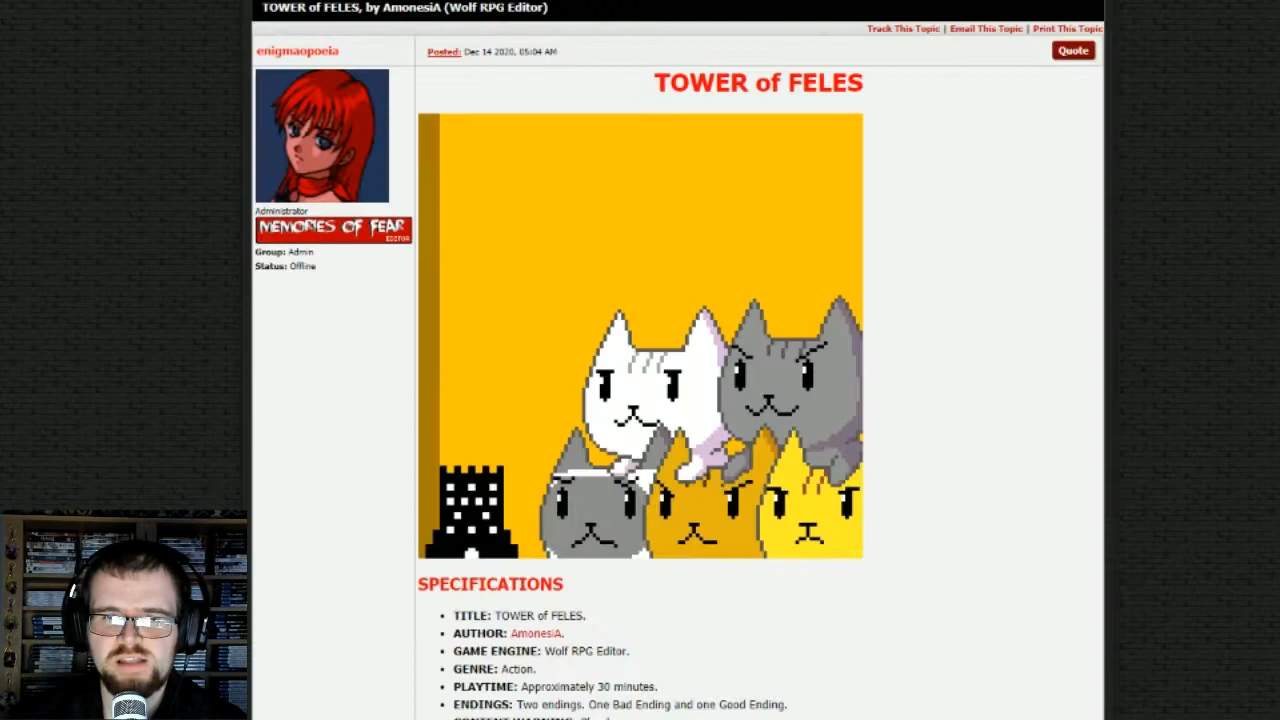 TOWER of FELES, by AmonesiA (Wolf RPG Editor)
Track This Topic | Email This Topic | Print This Topic
enigmaopoeia
Posted: Dec 14 2020, 05:04 AM
Quote
TOWER of FELES
Administrator
MEMORIES OF FEAR
EDITOR
Group: Admin
Status: Offline
SPECIFICATIONS
• TITLE: TOWER of FELES.
• AUTHOR: AmonesiA.
• GAME ENGINE: Wolf RPG Editor.
• GENRE: Action.
• PLAYTIME: Approximately 30 minutes.
• ENDINGS: Two endings. One Bad Ending and one Good Ending.